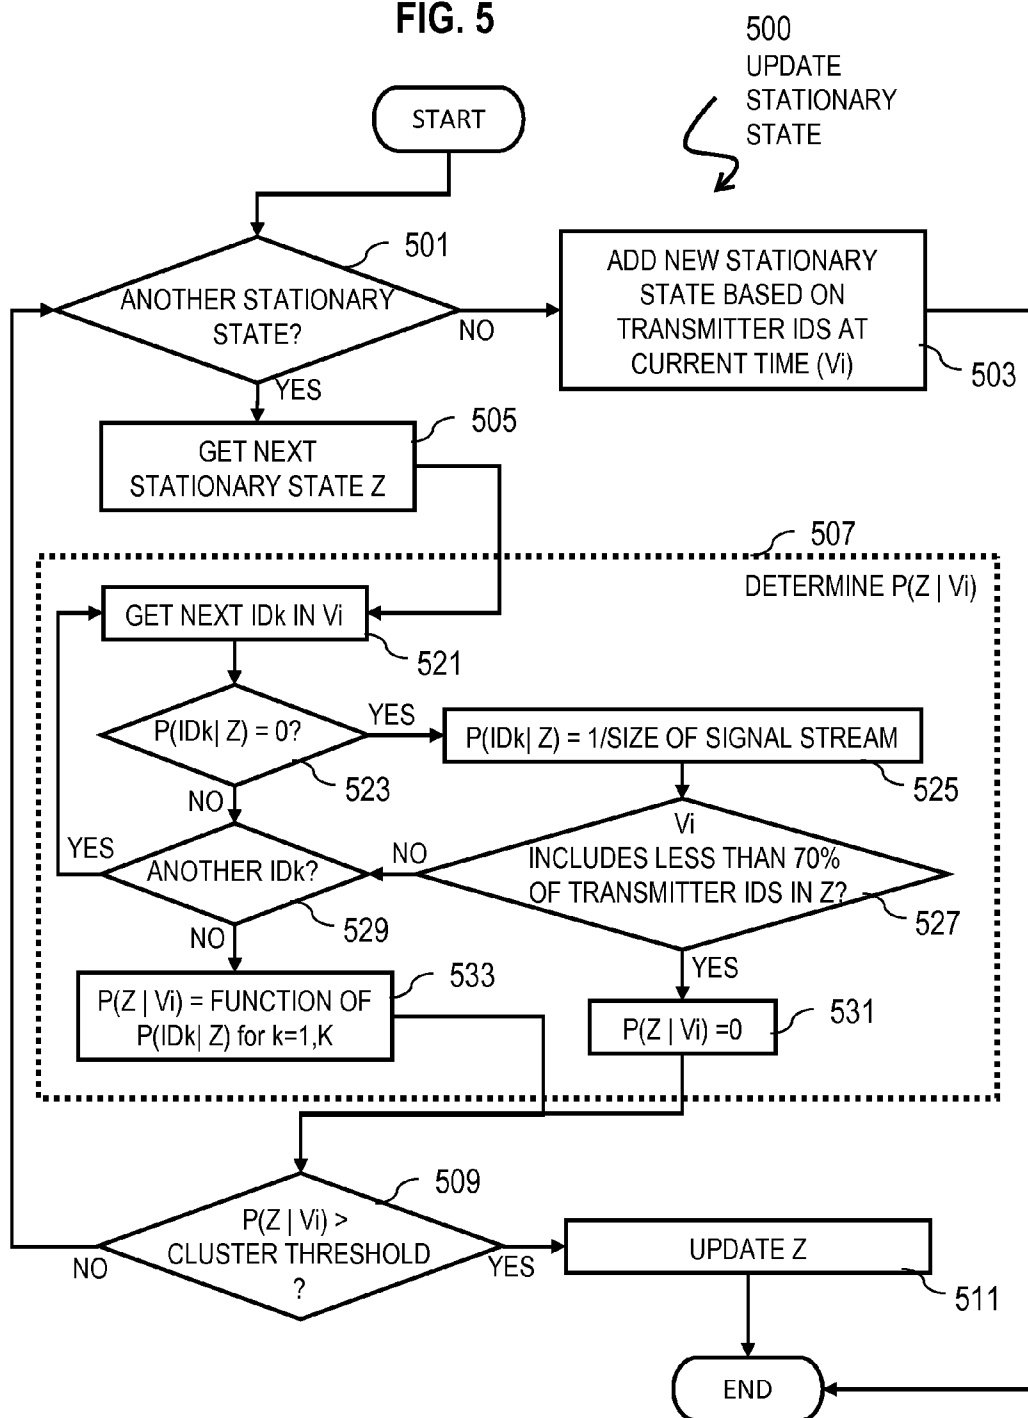 FIG. 5
500
UPDATE
STATIONARY
STATE
START
501
ANOTHER STATIONARY
STATE?
NO
YES
ADD NEW STATIONARY
STATE BASED ON
TRANSMITTER IDS AT
CURRENT TIME (Vi)
503
505
GET NEXT
STATIONARY STATE Z
507
DETERMINE P(Z | Vi)
GET NEXT IDk IN Vi
521
P(IDk| Z) = 0?
YES
523
NO
P(IDk| Z) = 1/SIZE OF SIGNAL STREAM
525
Vi
INCLUDES LESS THAN 70%
OF TRANSMITTER IDS IN Z?
527
NO
YES
YES
ANOTHER IDk?
529
NO
P(Z | Vi) = FUNCTION OF
P(IDk| Z) for k=1,K
533
P(Z | Vi) =0
531
509
P(Z | Vi) >
CLUSTER THRESHOLD
?
NO
YES
UPDATE Z
511
END